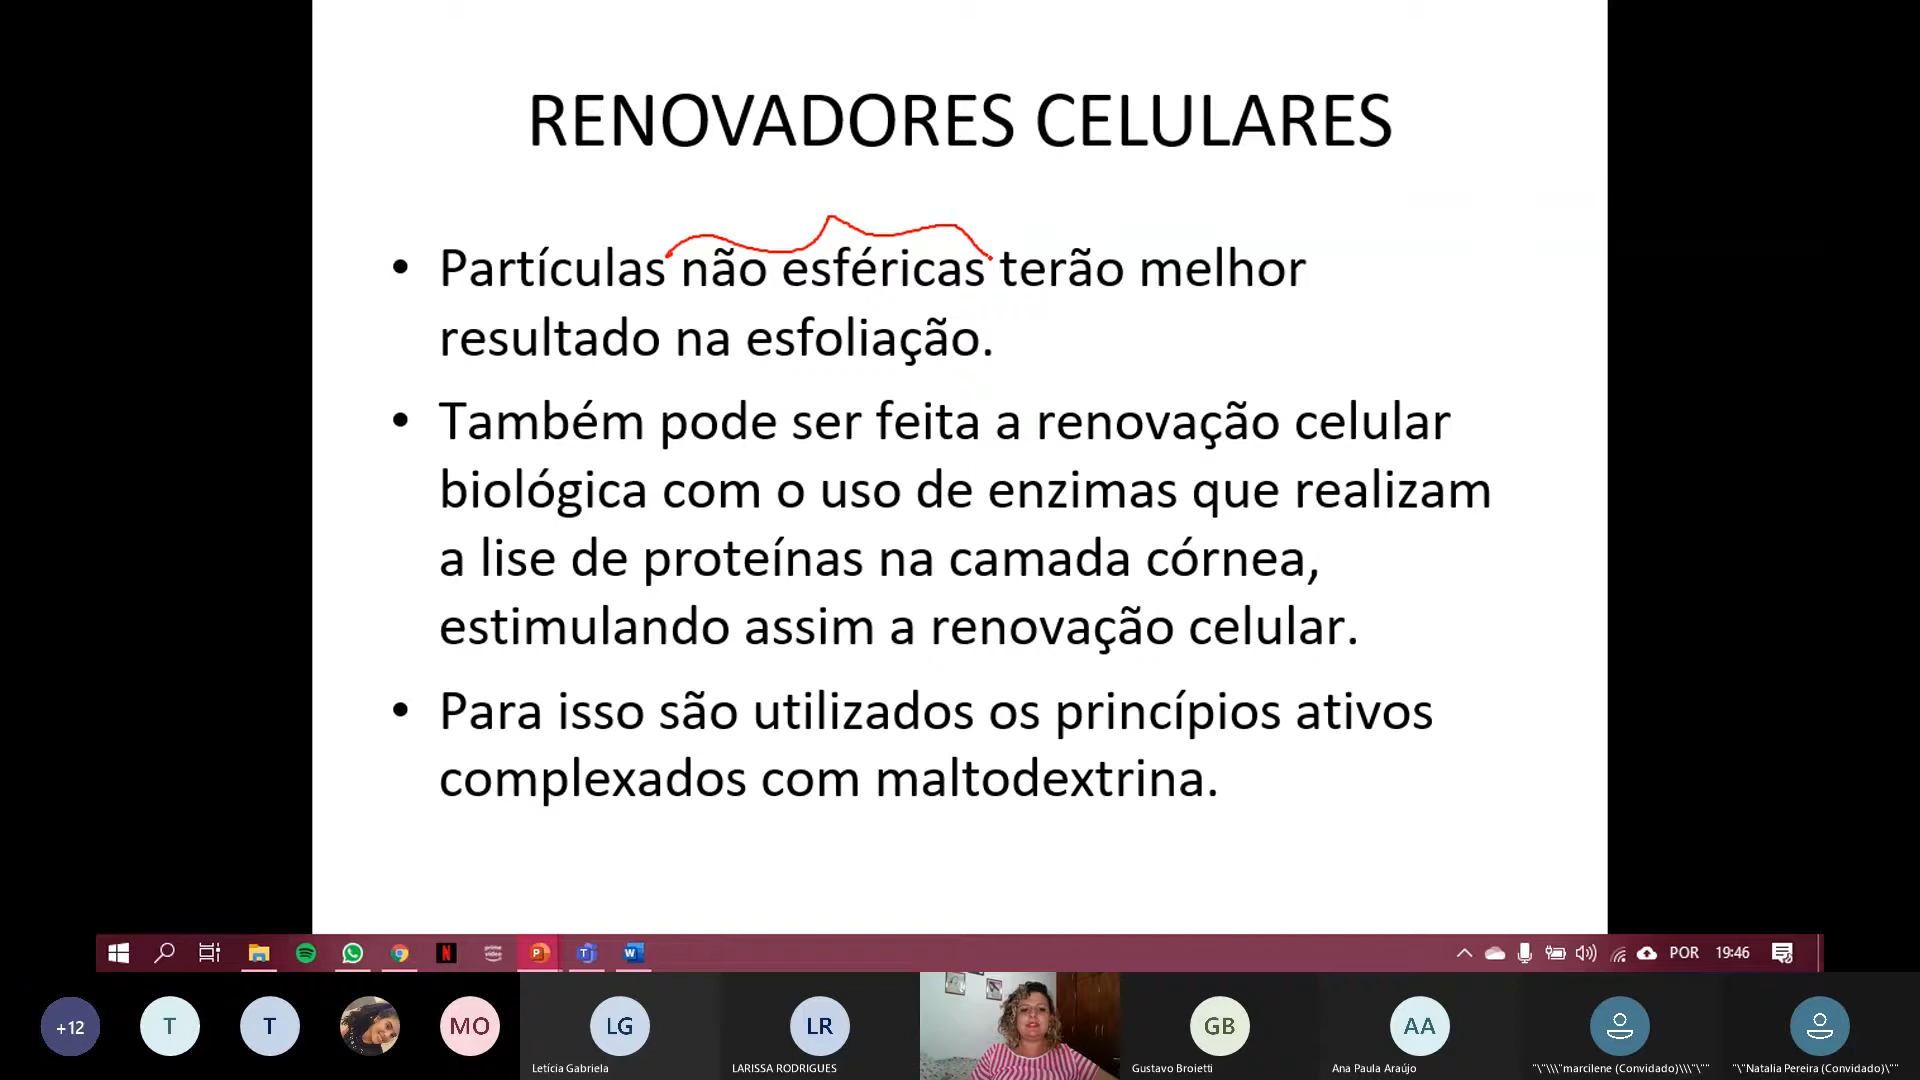 RENOVADORES CELULARES
• Partículas não esféricas terão melhor
resultado na esfoliação.
• Também pode ser feita a renovação celular
biológica com o uso de enzimas que realizam
a lise de proteínas na camada córnea,
estimulando assim a renovação celular.
• Para isso são utilizados os princípios ativos
complexados com maltodextrina.
N prime video P T W POR 19:46
+12 T T MO LG LR GB AA
Letícia Gabriela LARISSA RODRIGUES Gustavo Broietti Ana Paula Araújo "\"\\\"marcilene (Convidado)\\\"\"" "\"Natalia Pereira (Convidado)\""